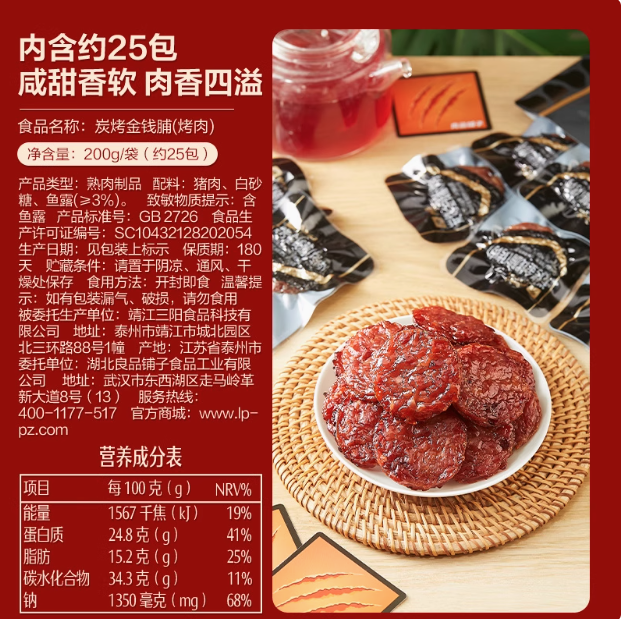 内含约25包
咸甜香软 肉香四溢
食品名称：炭烤金钱脯(烤肉)
净含量：200g/袋（约25包）
产品类型：熟肉制品 配料：猪肉、白砂
糖、鱼露(≥3%)。 致敏物质提示：含
鱼露 产品标准号：GB 2726 食品生
产许可证编号：SC10432128202054
生产日期：见包装上标示 保质期：180
天 贮藏条件：请置于阴凉、通风、干
燥处保存 食用方法：开封即食 温馨提
示：如有包装漏气、破损，请勿食用
被委托生产单位：靖江三阳食品科技有
限公司 地址：泰州市靖江市城北园区
北三环路88号1幢 产地：江苏省泰州市
委托单位：湖北良品铺子食品工业有限
公司 地址：武汉市东西湖区走马岭革
新大道8号（13） 服务热线：
400-1177-517 官方商城：www.lp-
pz.com
营养成分表
项目 每100克（g） NRV%
能量 1567 千焦（kJ） 19%
蛋白质 24.8 克（g） 41%
脂肪 15.2 克（g） 25%
碳水化合物 34.3 克（g） 11%
钠 1350 毫克（mg） 68%